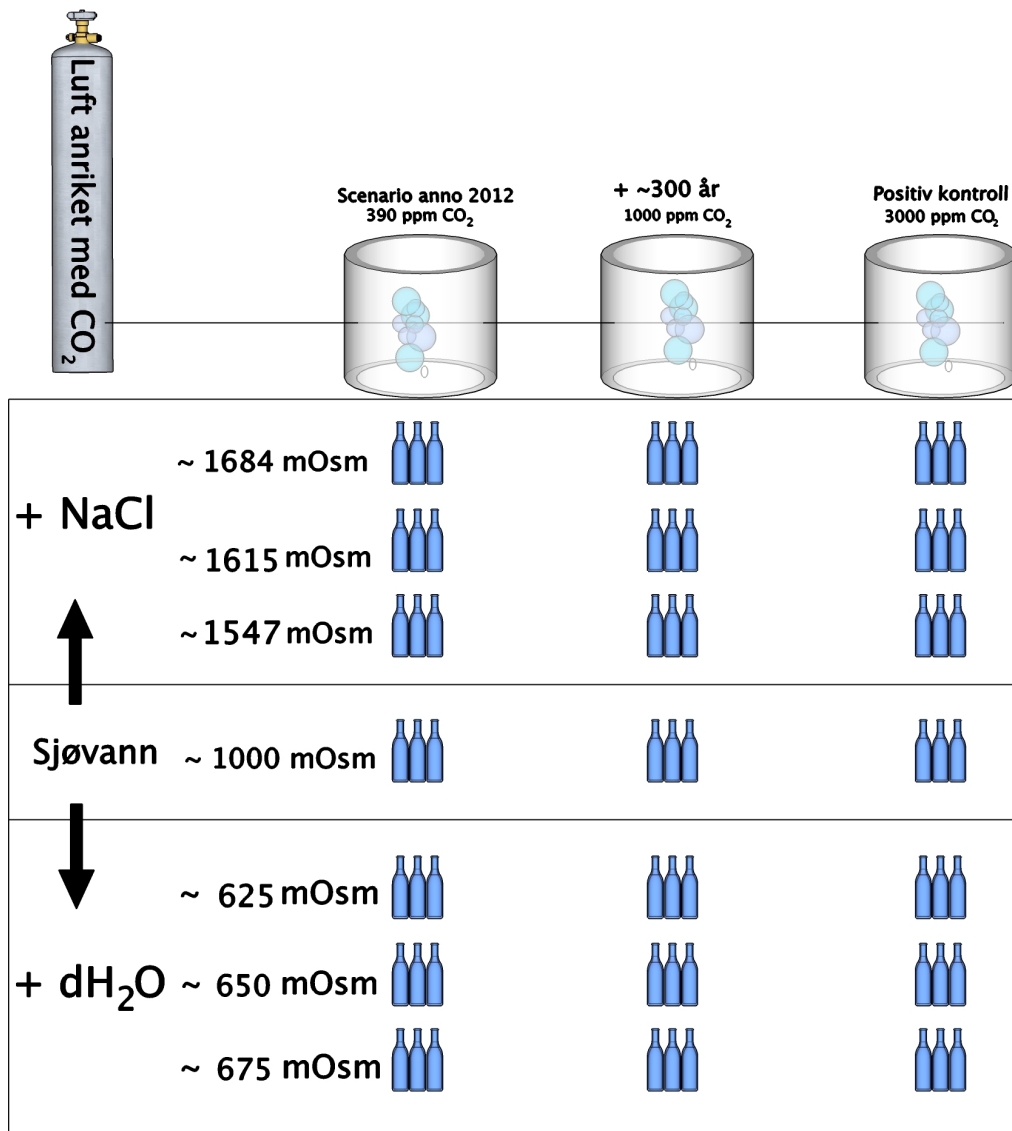 Luft anriket med CO₂
Scenario anno 2012
390 ppm CO₂
+ ~300 år
1000 ppm CO₂
Positiv kontroll
3000 ppm CO₂
~ 1684 mOsm
+ NaCl
~ 1615 mOsm
~ 1547 mOsm
Sjøvann ~ 1000 mOsm
~ 625 mOsm
+ dH₂O ~ 650 mOsm
~ 675 mOsm